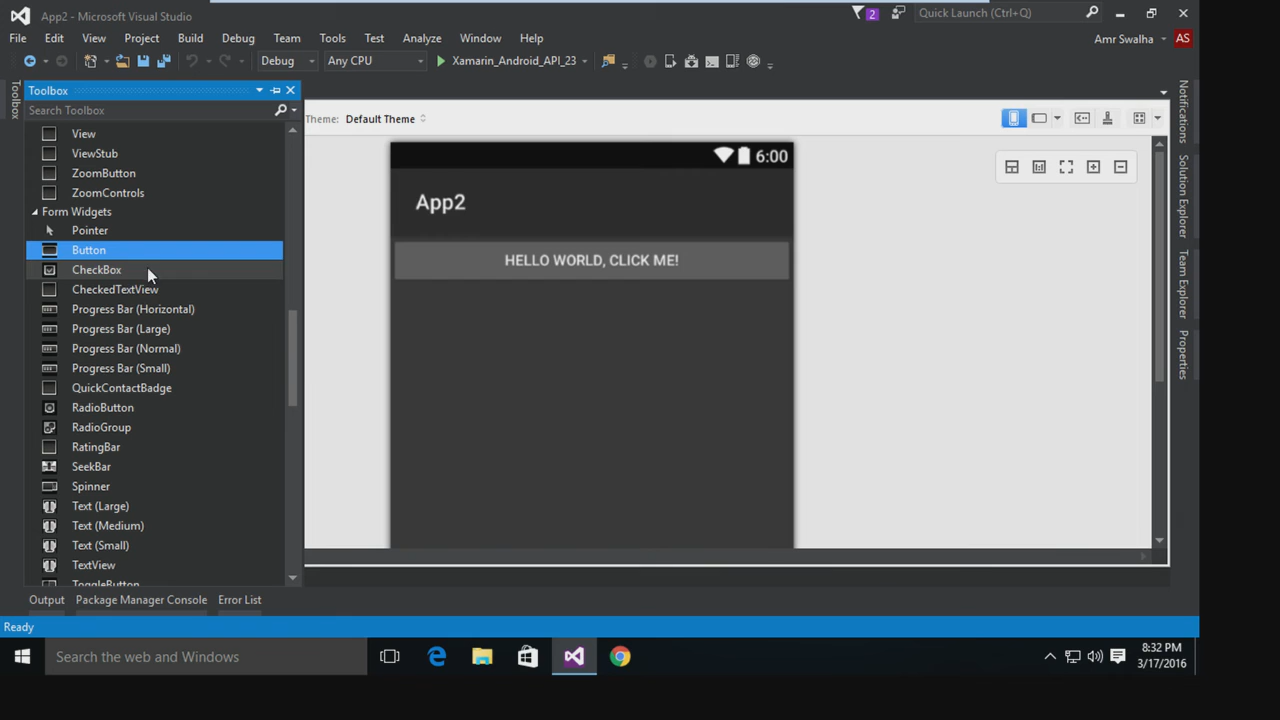 App2 - Microsoft Visual Studio
2
Quick Launch (Ctrl+Q)
File Edit View Project Build Debug Team Tools Test Analyze Window Help
Amr Swalha AS
Debug Any CPU Xamarin_Android_API_23
Toolbox
Toolbox
Search Toolbox
View
ViewStub
ZoomButton
ZoomControls
Form Widgets
Pointer
Button
CheckBox
CheckedTextView
Progress Bar (Horizontal)
Progress Bar (Large)
Progress Bar (Normal)
Progress Bar (Small)
QuickContactBadge
RadioButton
RadioGroup
RatingBar
SeekBar
Spinner
Text (Large)
Text (Medium)
Text (Small)
TextView
ToggleButton
Theme: Default Theme
6:00
App2
HELLO WORLD, CLICK ME!
Notifications
Solution Explorer
Team Explorer
Properties
Output Package Manager Console Error List
Ready
Search the web and Windows
8:32 PM
3/17/2016